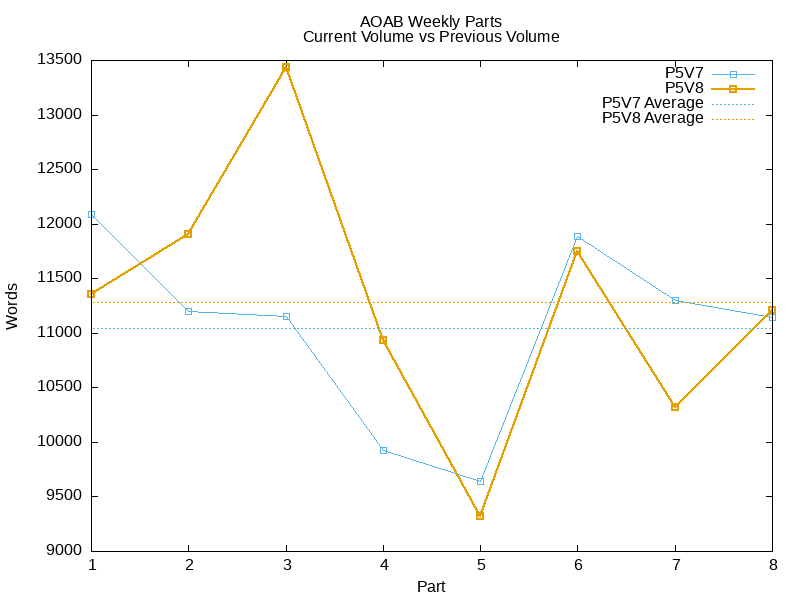 AOAB Weekly Parts
Current Volume vs Previous Volume
P5V7
P5V8
P5V7 Average
P5V8 Average
13500
13000
12500
12000
11500
11000
10500
10000
9500
9000
Words
1 2 3 4 5 6 7 8
Part